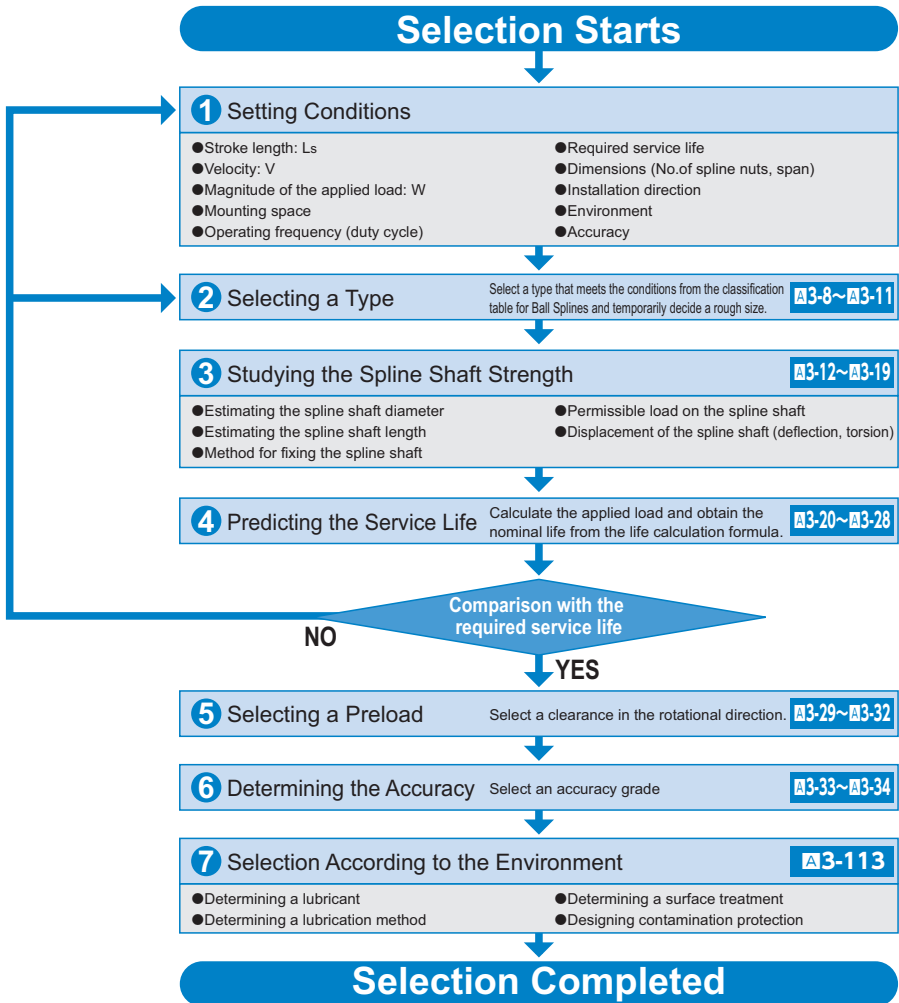 Selection Starts
1 Setting Conditions
●Stroke length: Ls
●Velocity: V
●Magnitude of the applied load: W
●Mounting space
●Operating frequency (duty cycle)
●Required service life
●Dimensions (No.of spline nuts, span)
●Installation direction
●Environment
●Accuracy
2 Selecting a Type
Select a type that meets the conditions from the classification
table for Ball Splines and temporarily decide a rough size.
A3-8~A3-11
3 Studying the Spline Shaft Strength
A3-12~A3-19
●Estimating the spline shaft diameter
●Estimating the spline shaft length
●Method for fixing the spline shaft
●Permissible load on the spline shaft
●Displacement of the spline shaft (deflection, torsion)
4 Predicting the Service Life
Calculate the applied load and obtain the
nominal life from the life calculation formula.
A3-20~A3-28
Comparison with the
required service life
NO
YES
5 Selecting a Preload
Select a clearance in the rotational direction.
A3-29~A3-32
6 Determining the Accuracy
Select an accuracy grade
A3-33~A3-34
7 Selection According to the Environment
A3-113
●Determining a lubricant
●Determining a lubrication method
●Determining a surface treatment
●Designing contamination protection
Selection Completed